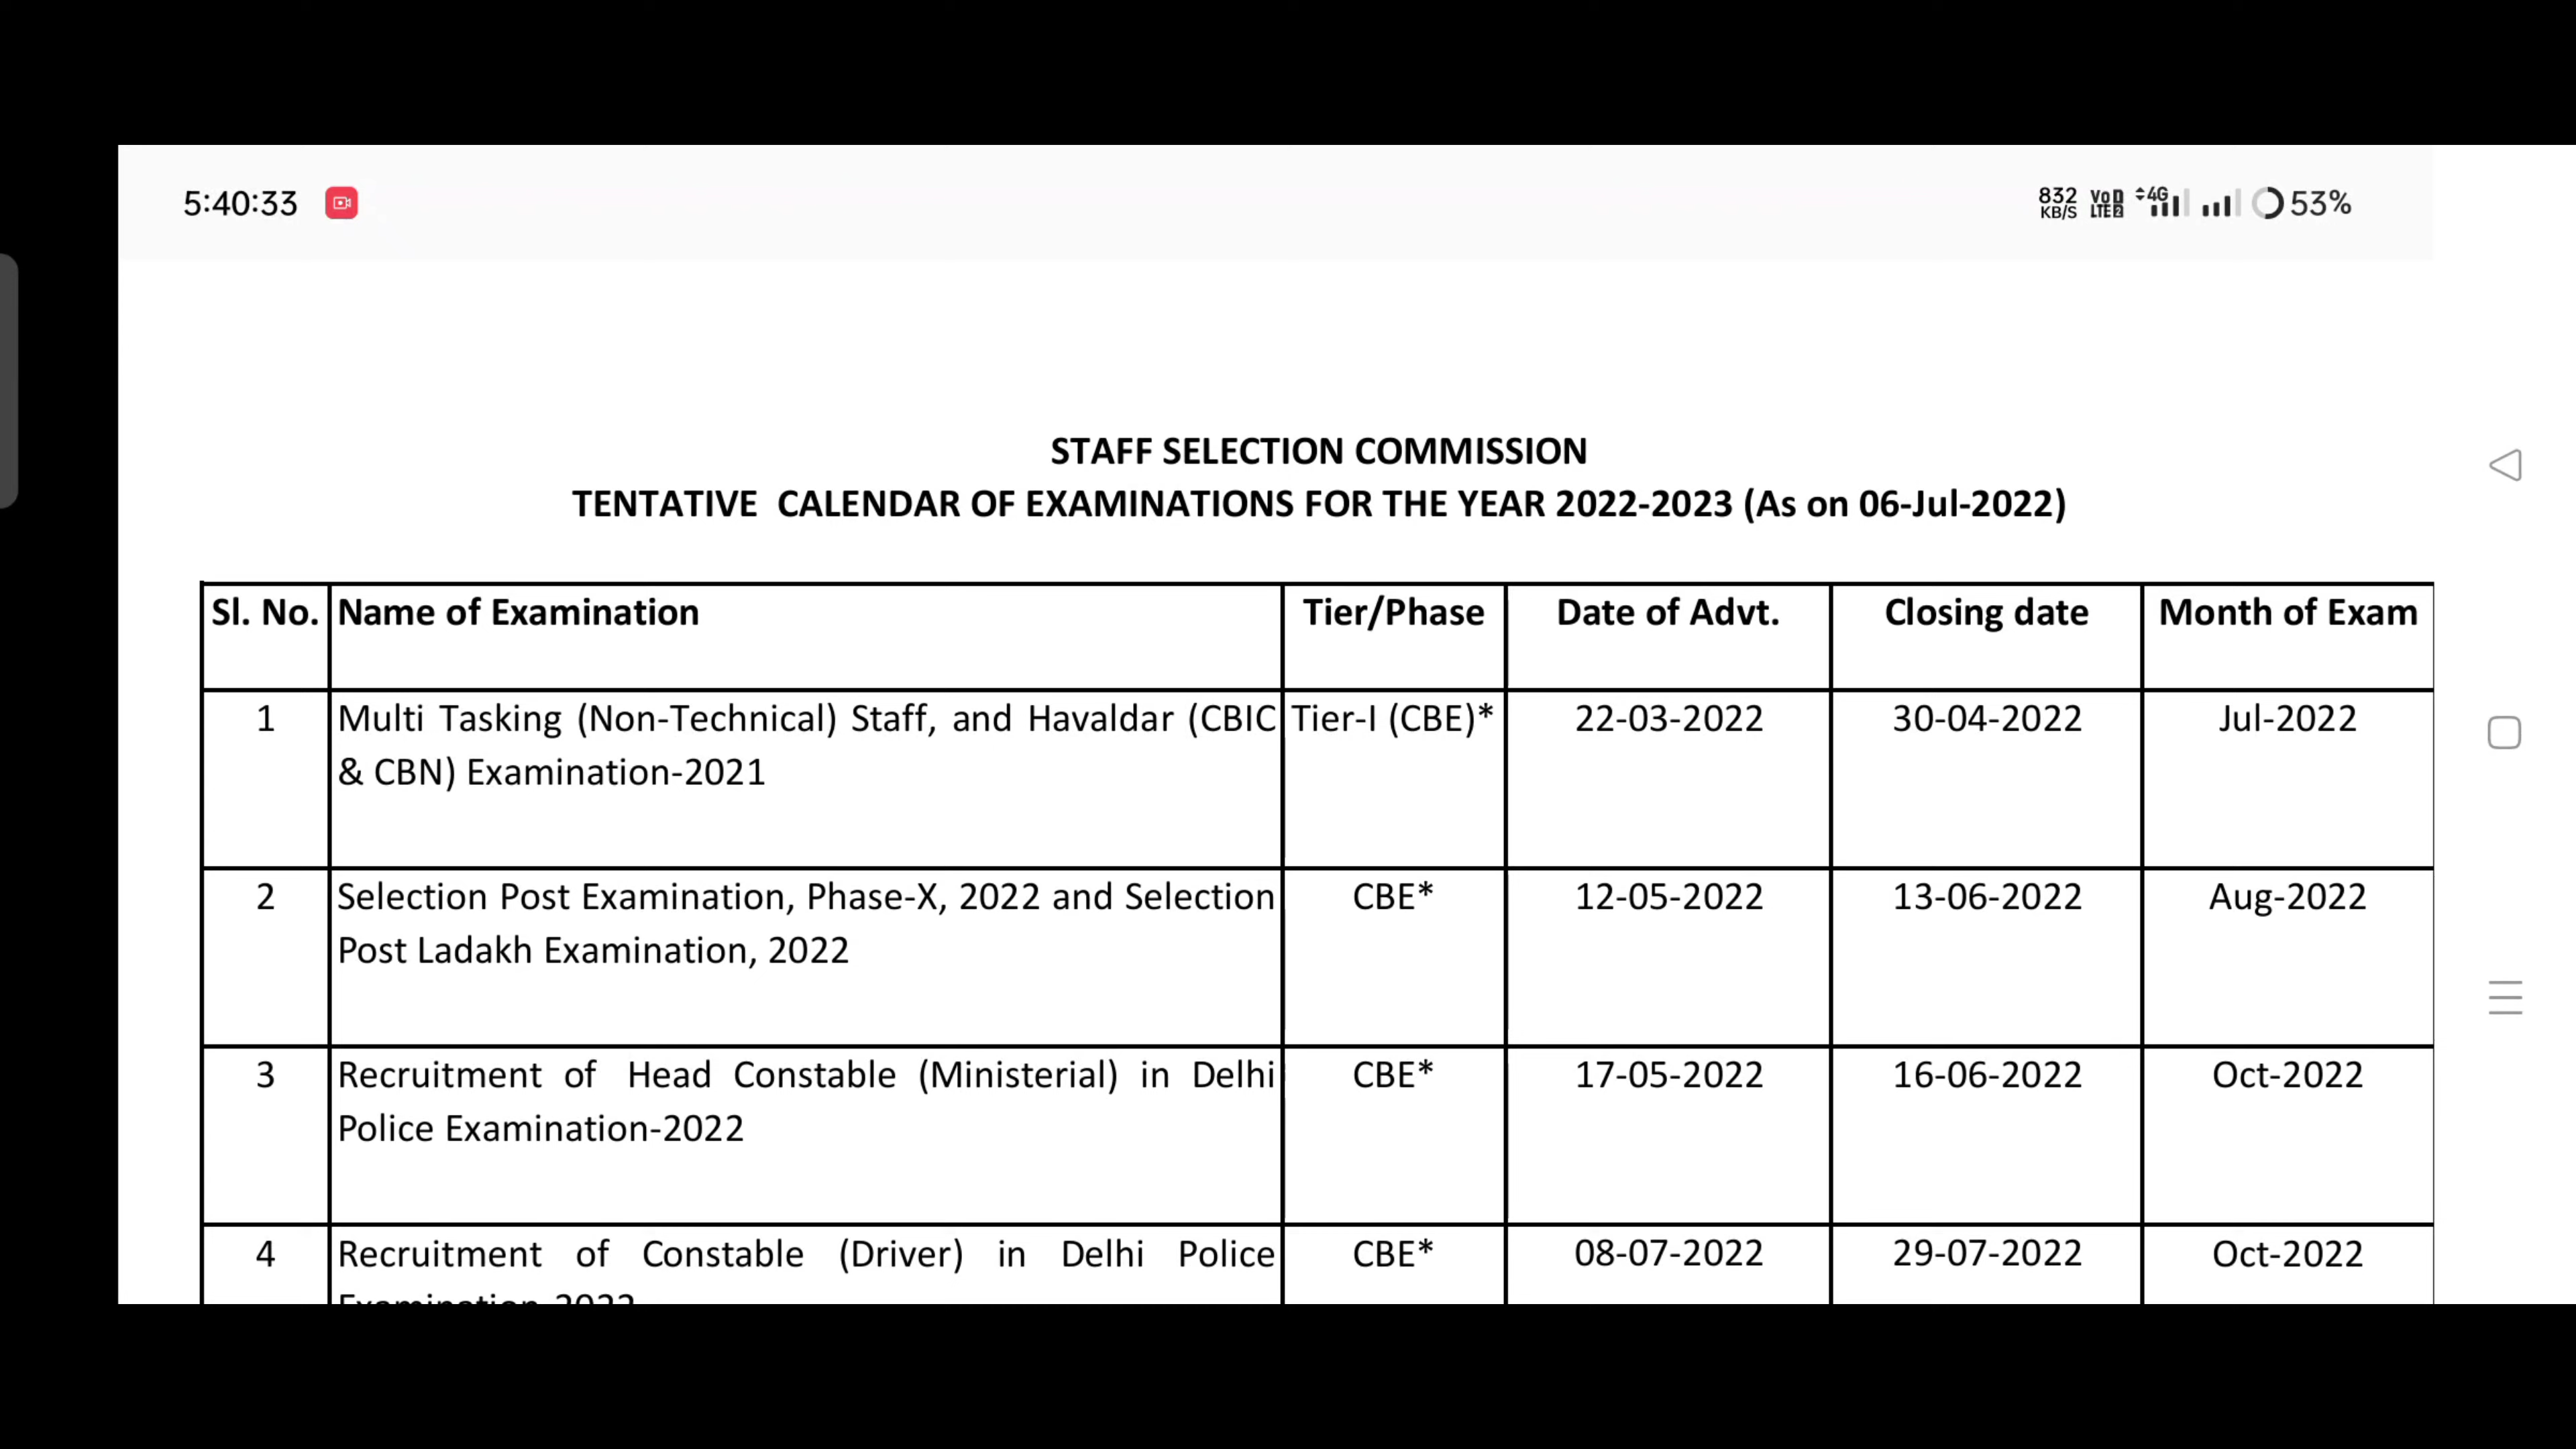 5:40:33
832 KB/S VoD LTE2 4G 53%
STAFF SELECTION COMMISSION
TENTATIVE CALENDAR OF EXAMINATIONS FOR THE YEAR 2022-2023 (As on 06-Jul-2022)
Sl. No. Name of Examination Tier/Phase Date of Advt. Closing date Month of Exam
1 Multi Tasking (Non-Technical) Staff, and Havaldar (CBIC Tier-I (CBE)* 22-03-2022 30-04-2022 Jul-2022
& CBN) Examination-2021
2 Selection Post Examination, Phase-X, 2022 and Selection CBE* 12-05-2022 13-06-2022 Aug-2022
Post Ladakh Examination, 2022
3 Recruitment of Head Constable (Ministerial) in Delhi CBE* 17-05-2022 16-06-2022 Oct-2022
Police Examination-2022
4 Recruitment of Constable (Driver) in Delhi Police CBE* 08-07-2022 29-07-2022 Oct-2022
Examination-2022